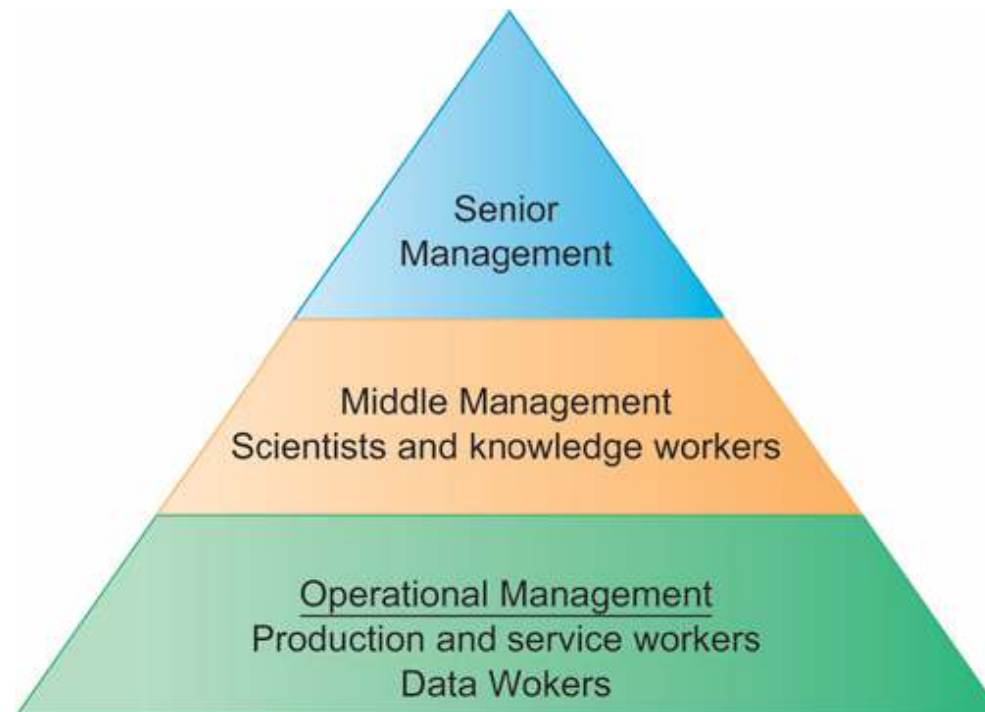 Senior
Management
Middle Management
Scientists and knowledge workers
Operational Management
Production and service workers
Data Wokers